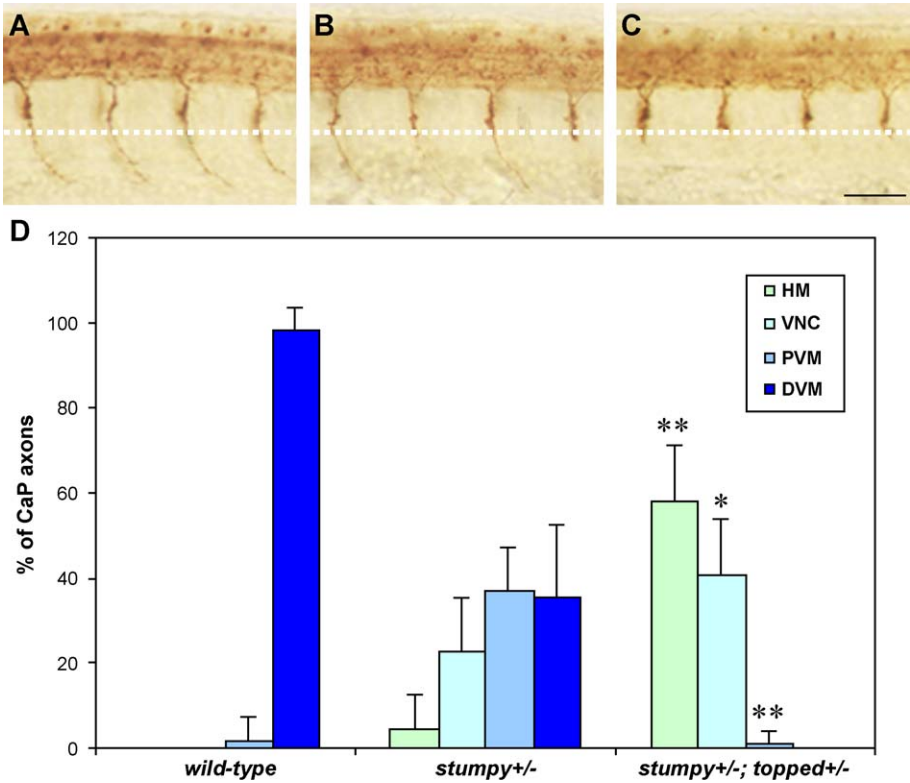 A
B
C
D
120
100
80
60
40
20
0
% of CaP axons
HM
VNC
PVM
DVM
**
*
**
wild-type
stumpy+/-
stumpy+/-; topped+/-